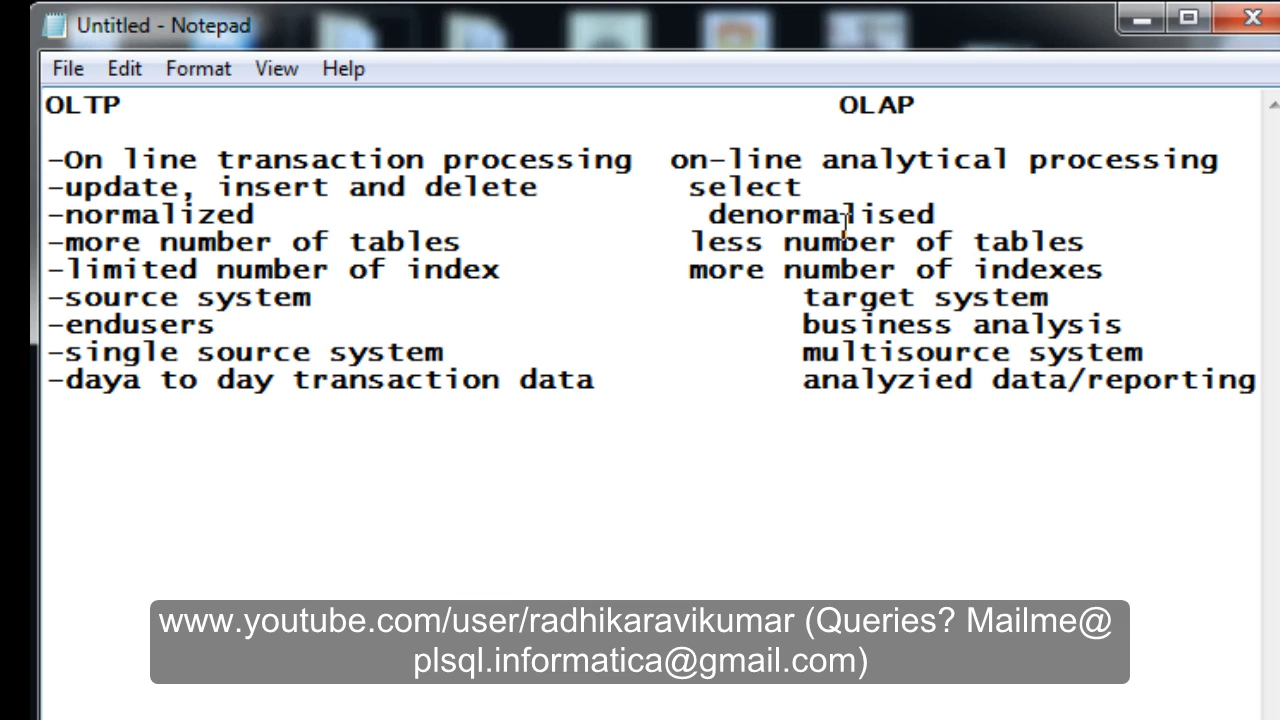 Untitled - Notepad
File Edit Format View Help
OLTP OLAP
-On line transaction processing on-line analytical processing
-update, insert and delete select
-normalized denormalised
-more number of tables less number of tables
-limited number of index more number of indexes
-source system target system
-endusers business analysis
-single source system multisource system
-daya to day transaction data analyzied data/reporting
www.youtube.com/user/radhikaravikumar (Queries? Mailme@
plsql.informatica@gmail.com)